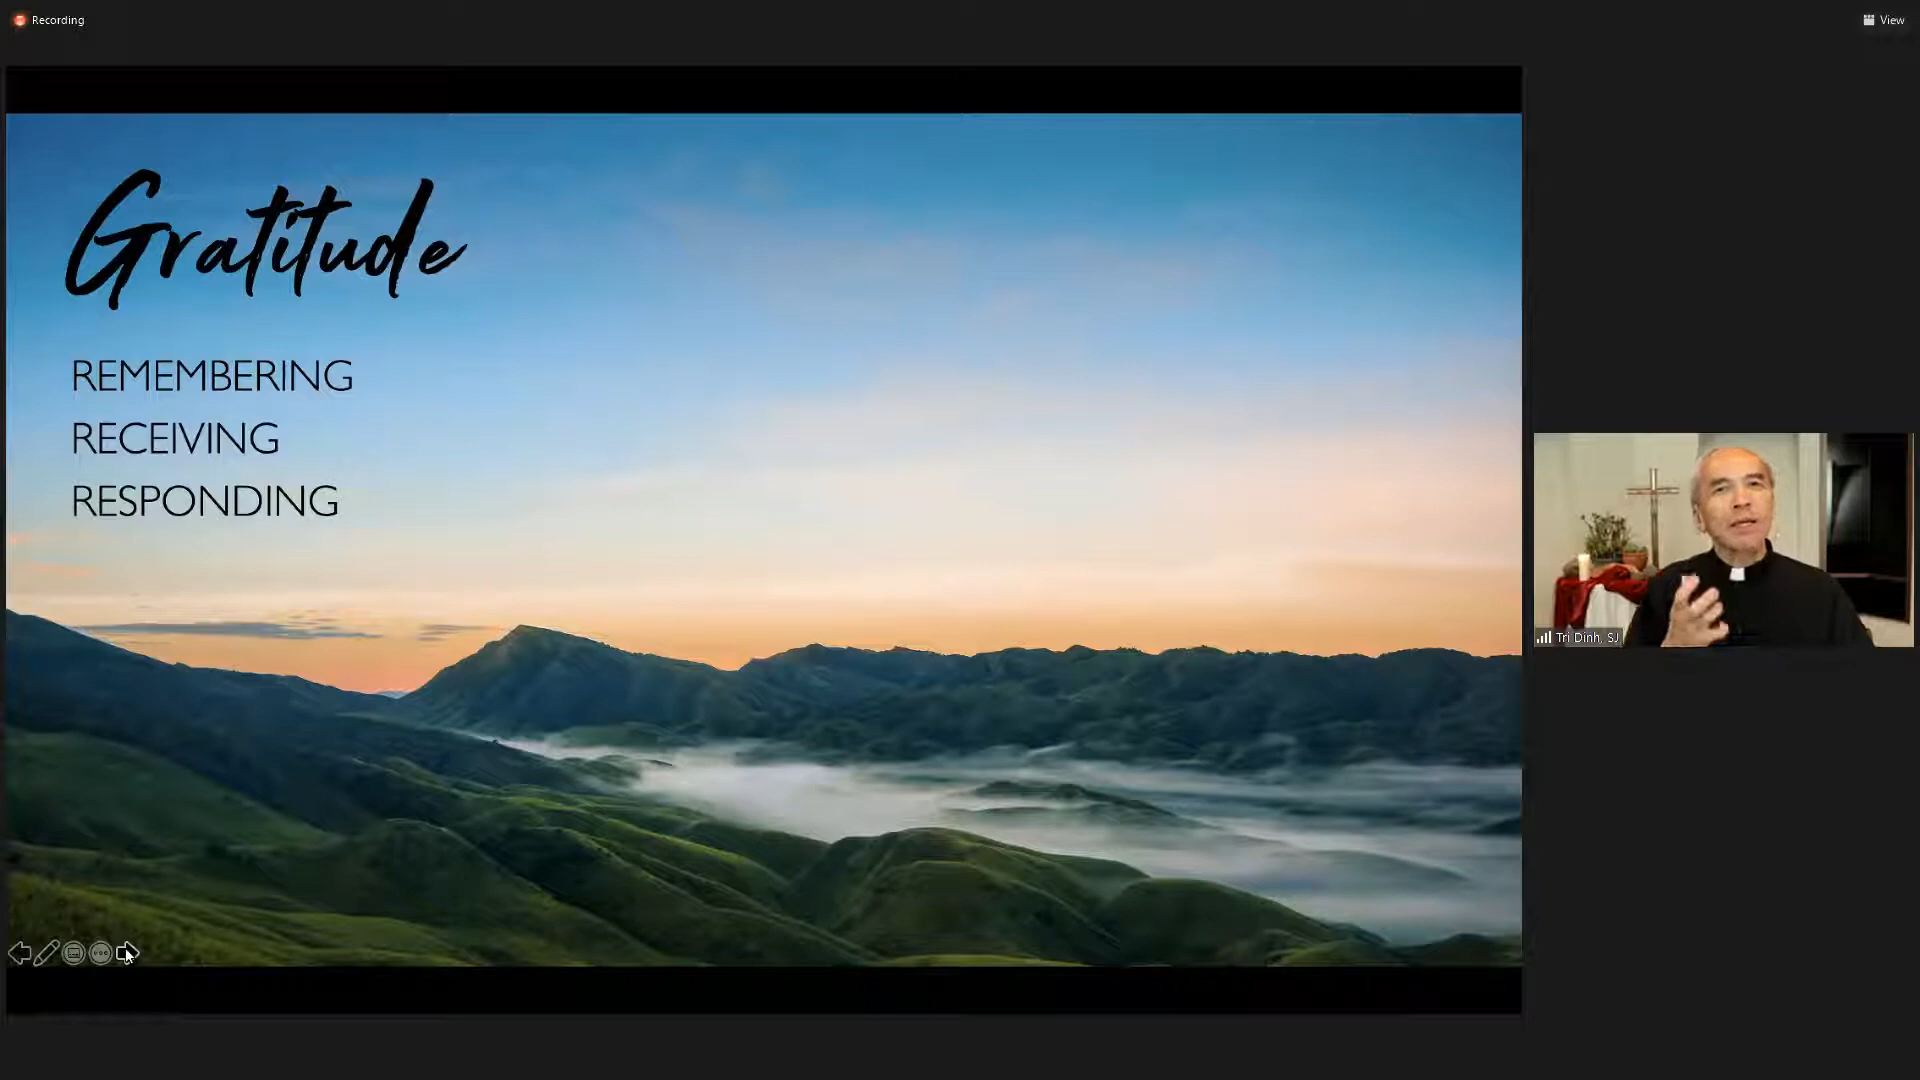 Recording
View
Gratitude
REMEMBERING
RECEIVING
RESPONDING
Tri Dinh, SJ